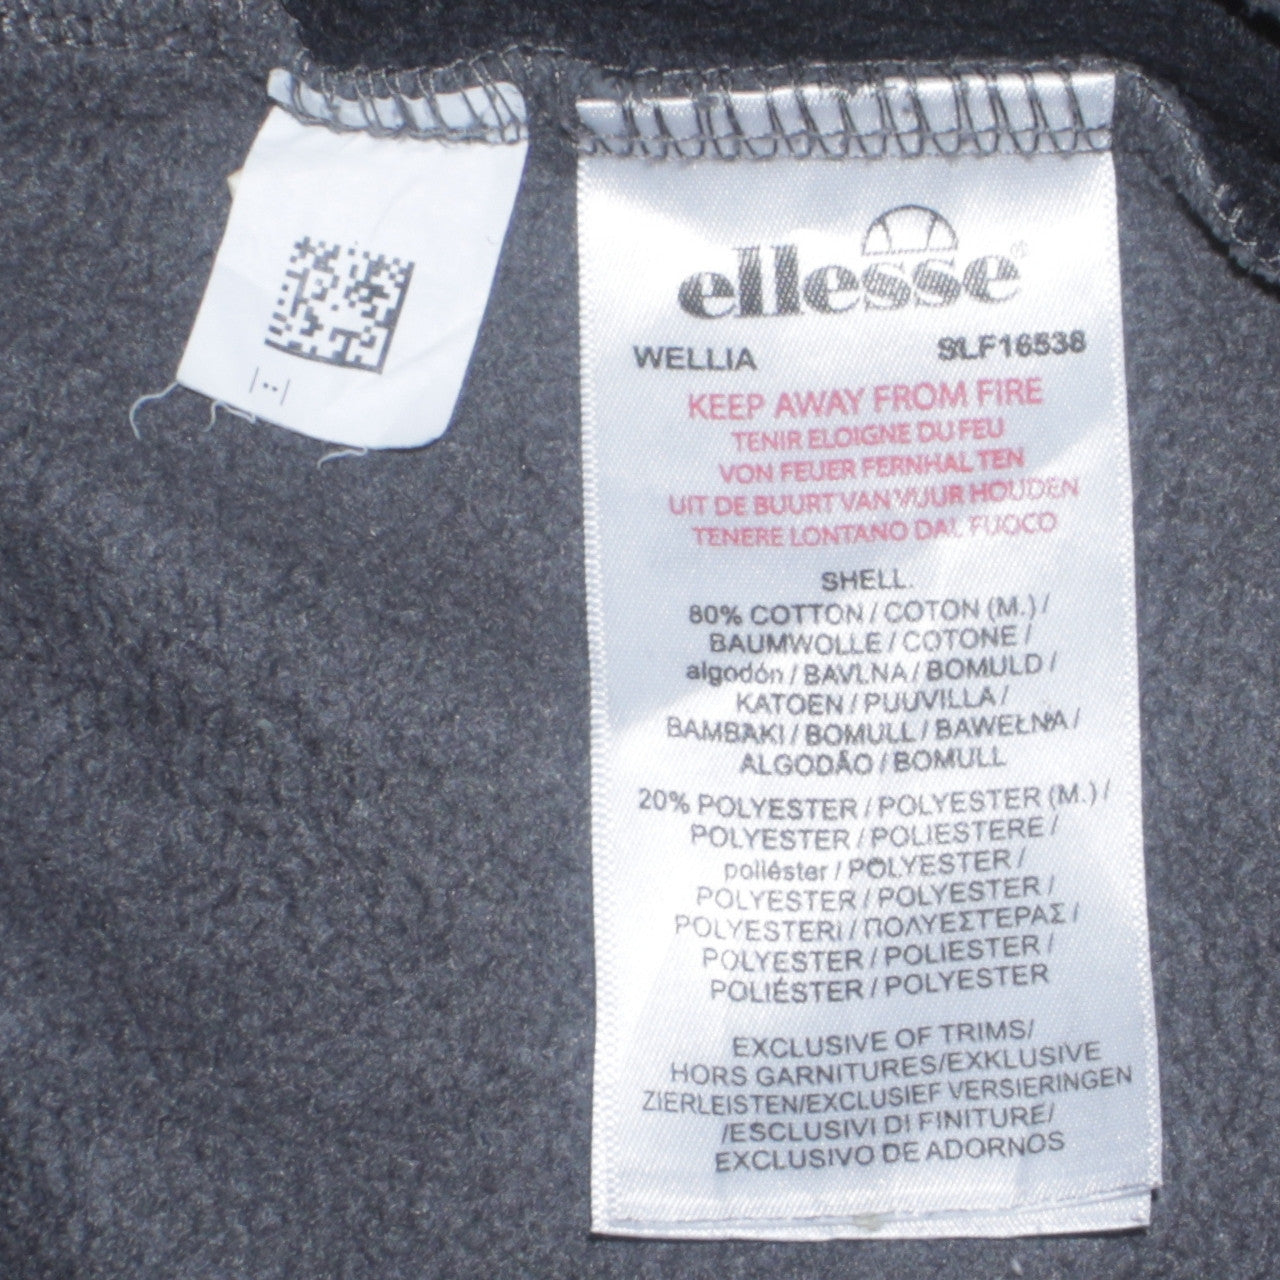 ellesse®
WELLIA SLF16538
KEEP AWAY FROM FIRE
TENIR ELOIGNE DU FEU
VON FEUER FERNHALTEN
UIT DE BUURT VAN VUUR HOUDEN
TENERE LONTANO DAL FUOCO
SHELL.
80% COTTON / COTON (M.) /
BAUMWOLLE / COTONE /
algodón / BAVLNA / BOMULD /
KATOEN / PUUVILLA /
BAMBAKI / BOMULL / BAWEŁNA /
ALGODÃO / BOMULL
20% POLYESTER / POLYESTER (M.) /
POLYESTER / POLIESTERE /
poliéster / POLYESTER /
POLYESTER / POLYESTER /
POLYESTERI / ΠΟΛΥΕΣΤΕΡΑΣ /
POLYESTER / POLIESTER /
POLIÉSTER / POLYESTER
EXCLUSIVE OF TRIMS/
HORS GARNITURES/EXKLUSIVE
ZIERLEISTEN/EXCLUSIEF VERSIERINGEN
/ESCLUSIVI DI FINITURE/
EXCLUSIVO DE ADORNOS